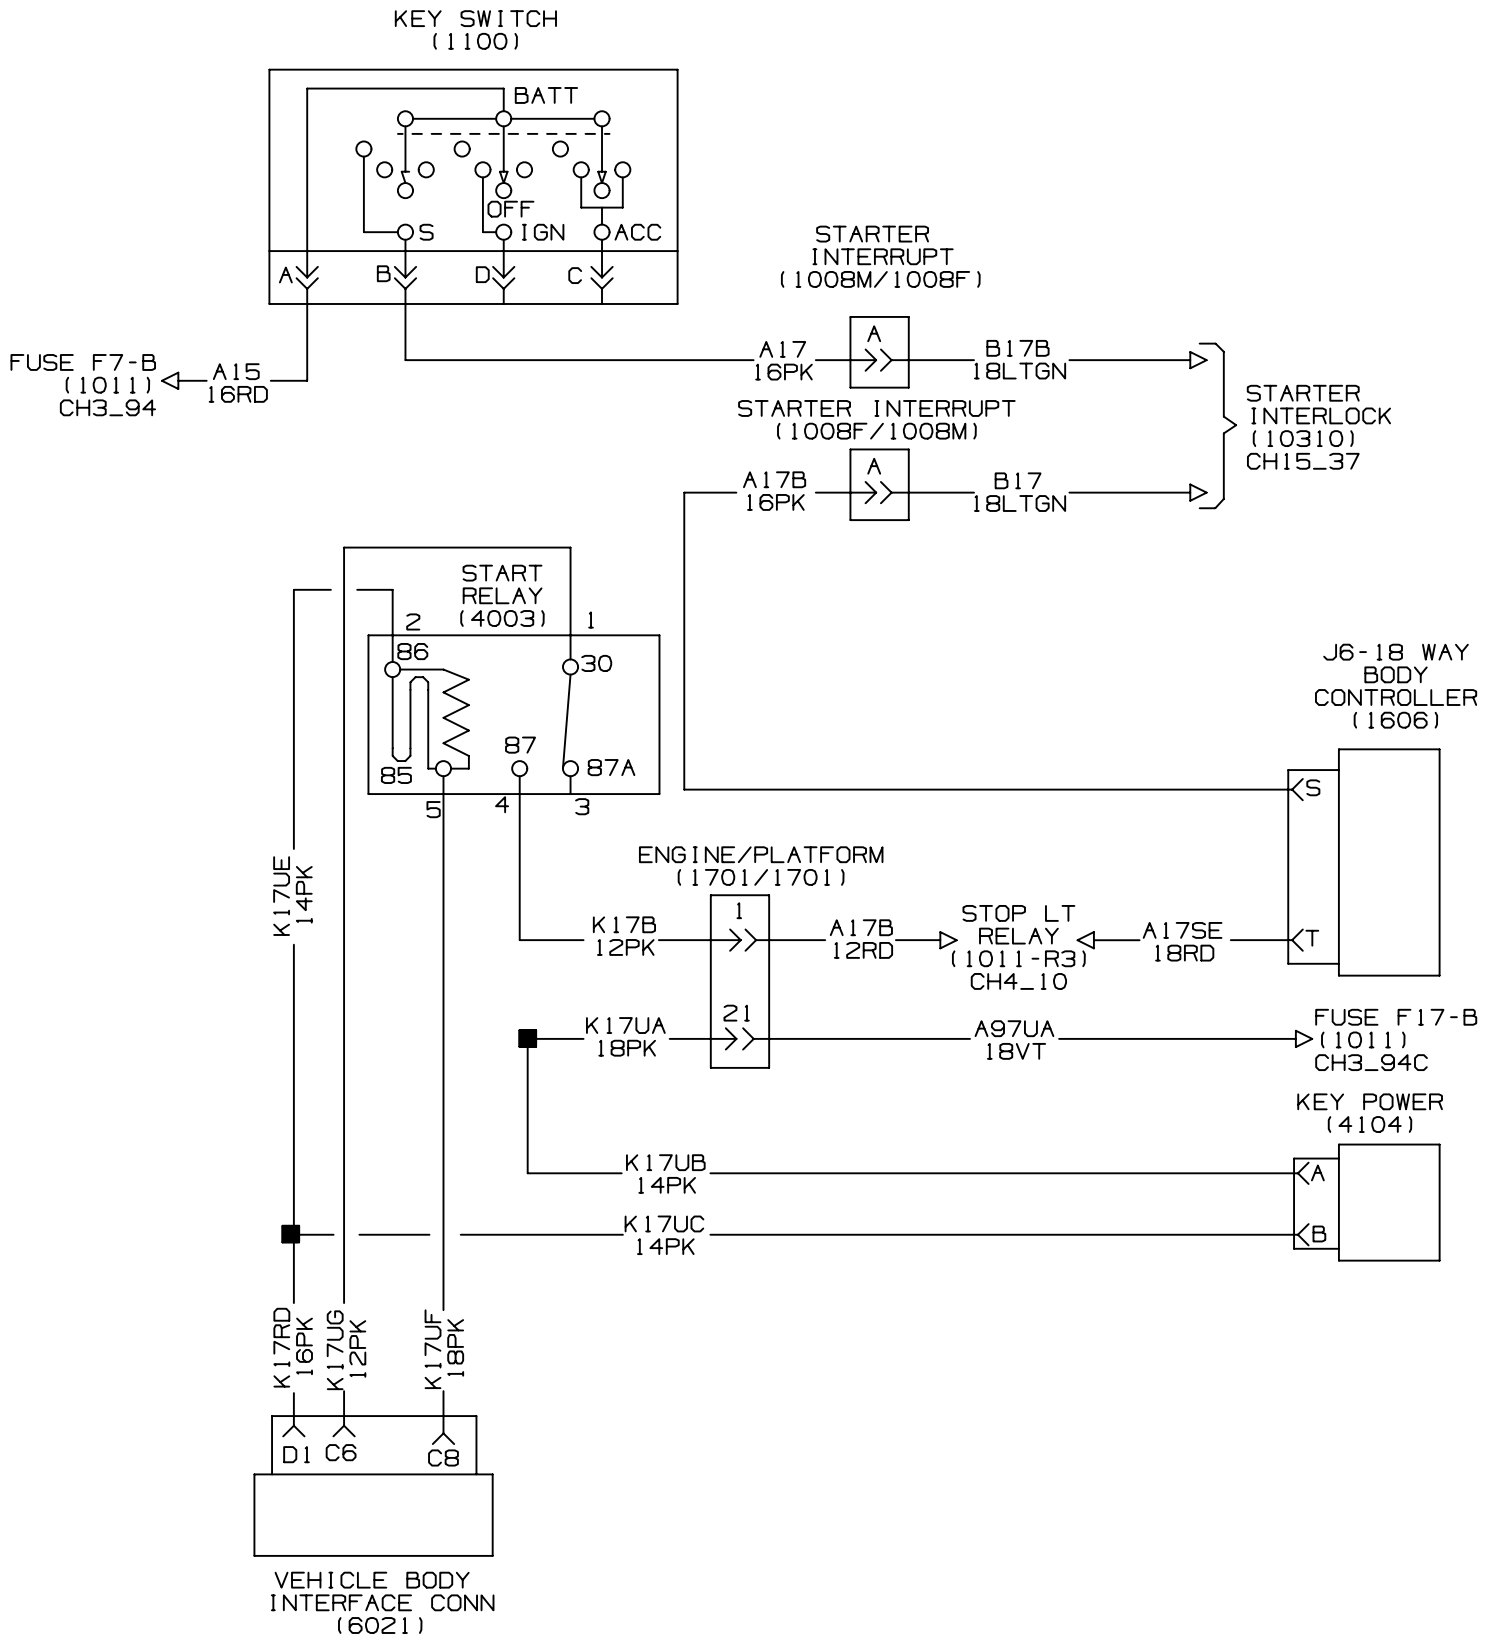 KEY SWITCH
(1100)
BATT
OFF
S
IGN
ACC
A
B
D
C
STARTER
INTERRUPT
(1008M/1008F)
FUSE F7-B
(1011)
CH3_94
A15
16RD
A17
16PK
A
B17B
18LTGN
STARTER INTERRUPT
(1008F/1008M)
A17B
16PK
A
B17
18LTGN
STARTER
INTERLOCK
(10310)
CH15_37
START
RELAY
(4003)
2
1
86
30
87
85
87A
5
4
3
J6-18 WAY
BODY
CONTROLLER
(1606)
S
T
K17UE
14PK
ENGINE/PLATFORM
(1701/1701)
1
K17B
12PK
A17B
12RD
STOP LT
RELAY
(1011-R3)
CH4_10
A17SE
18RD
21
K17UA
18PK
A97UA
18VT
FUSE F17-B
(1011)
CH3_94C
KEY POWER
(4104)
K17UB
14PK
A
K17UC
14PK
B
K17RD
16PK
K17UG
12PK
K17UF
18PK
D1
C6
C8
VEHICLE BODY
INTERFACE CONN
(6021)